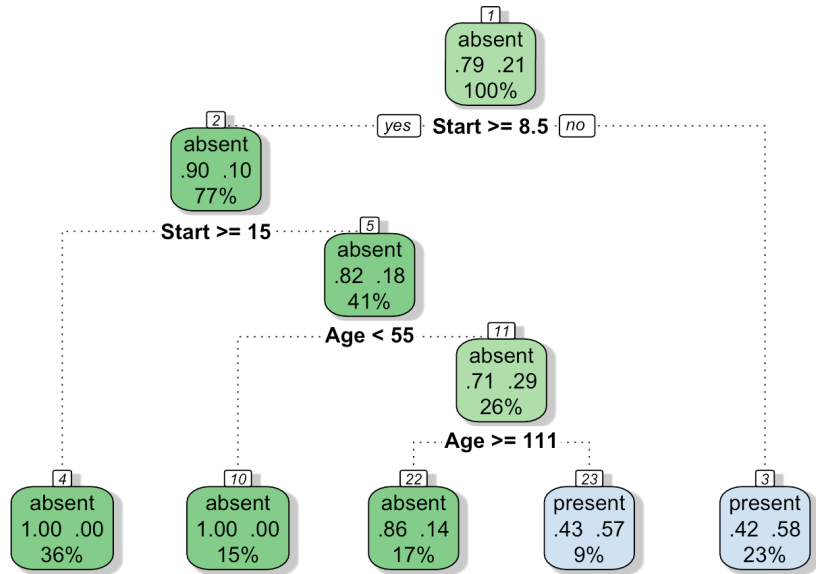 1
absent
.79 .21
100%
yes Start >= 8.5 no
2
absent
.90 .10
77%
Start >= 15
5
absent
.82 .18
41%
Age < 55
11
absent
.71 .29
26%
Age >= 111
4
absent
1.00 .00
36%
10
absent
1.00 .00
15%
22
absent
.86 .14
17%
23
present
.43 .57
9%
3
present
.42 .58
23%